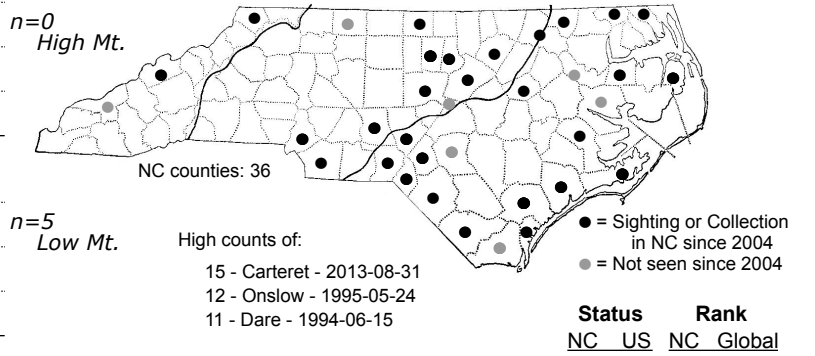 n=0
High Mt.
NC counties: 36
n=5
Low Mt.
High counts of:
15 - Carteret - 2013-08-31
12 - Onslow - 1995-05-24
11 - Dare - 1994-06-15
= Sighting or Collection
in NC since 2004
= Not seen since 2004
Status Rank
NC US NC Global